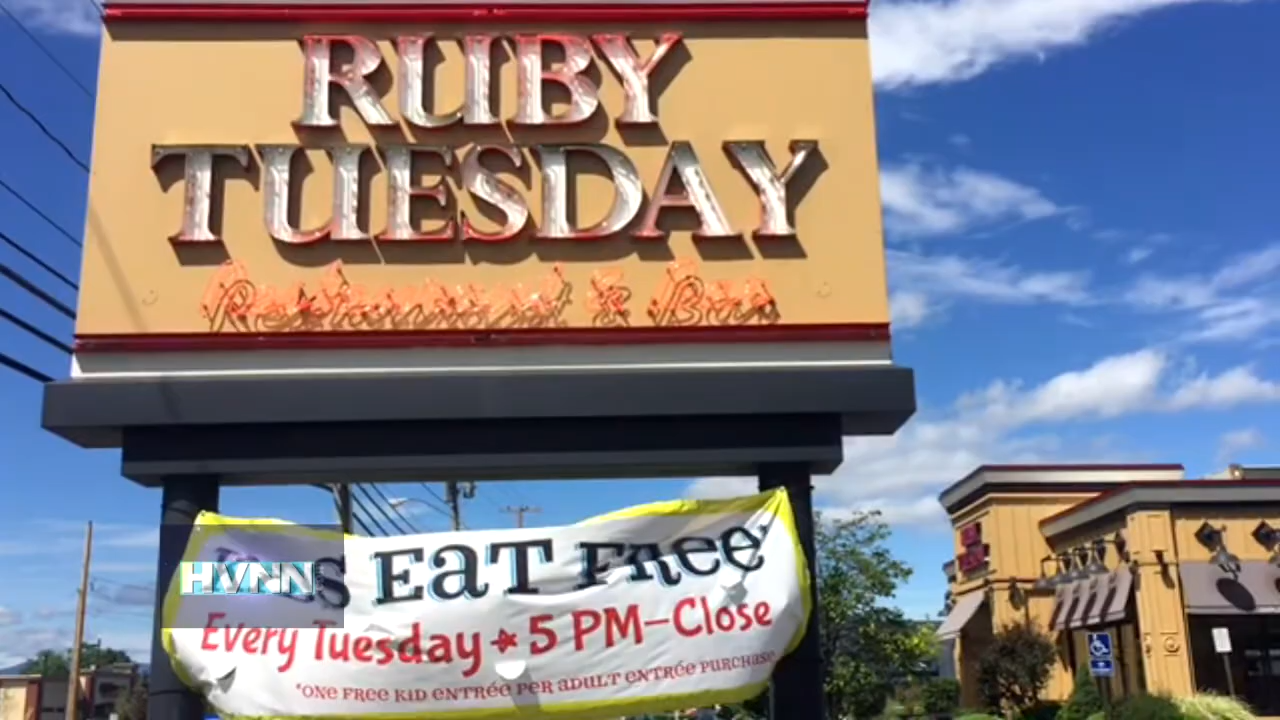 RUBY
TUESDAY
Restaurant & Bar
KIDS EAT FREE
HVNN
Every Tuesday * 5 PM-Close
*ONE FREE KID ENTRÉE PER ADULT ENTRÉE PURCHASE